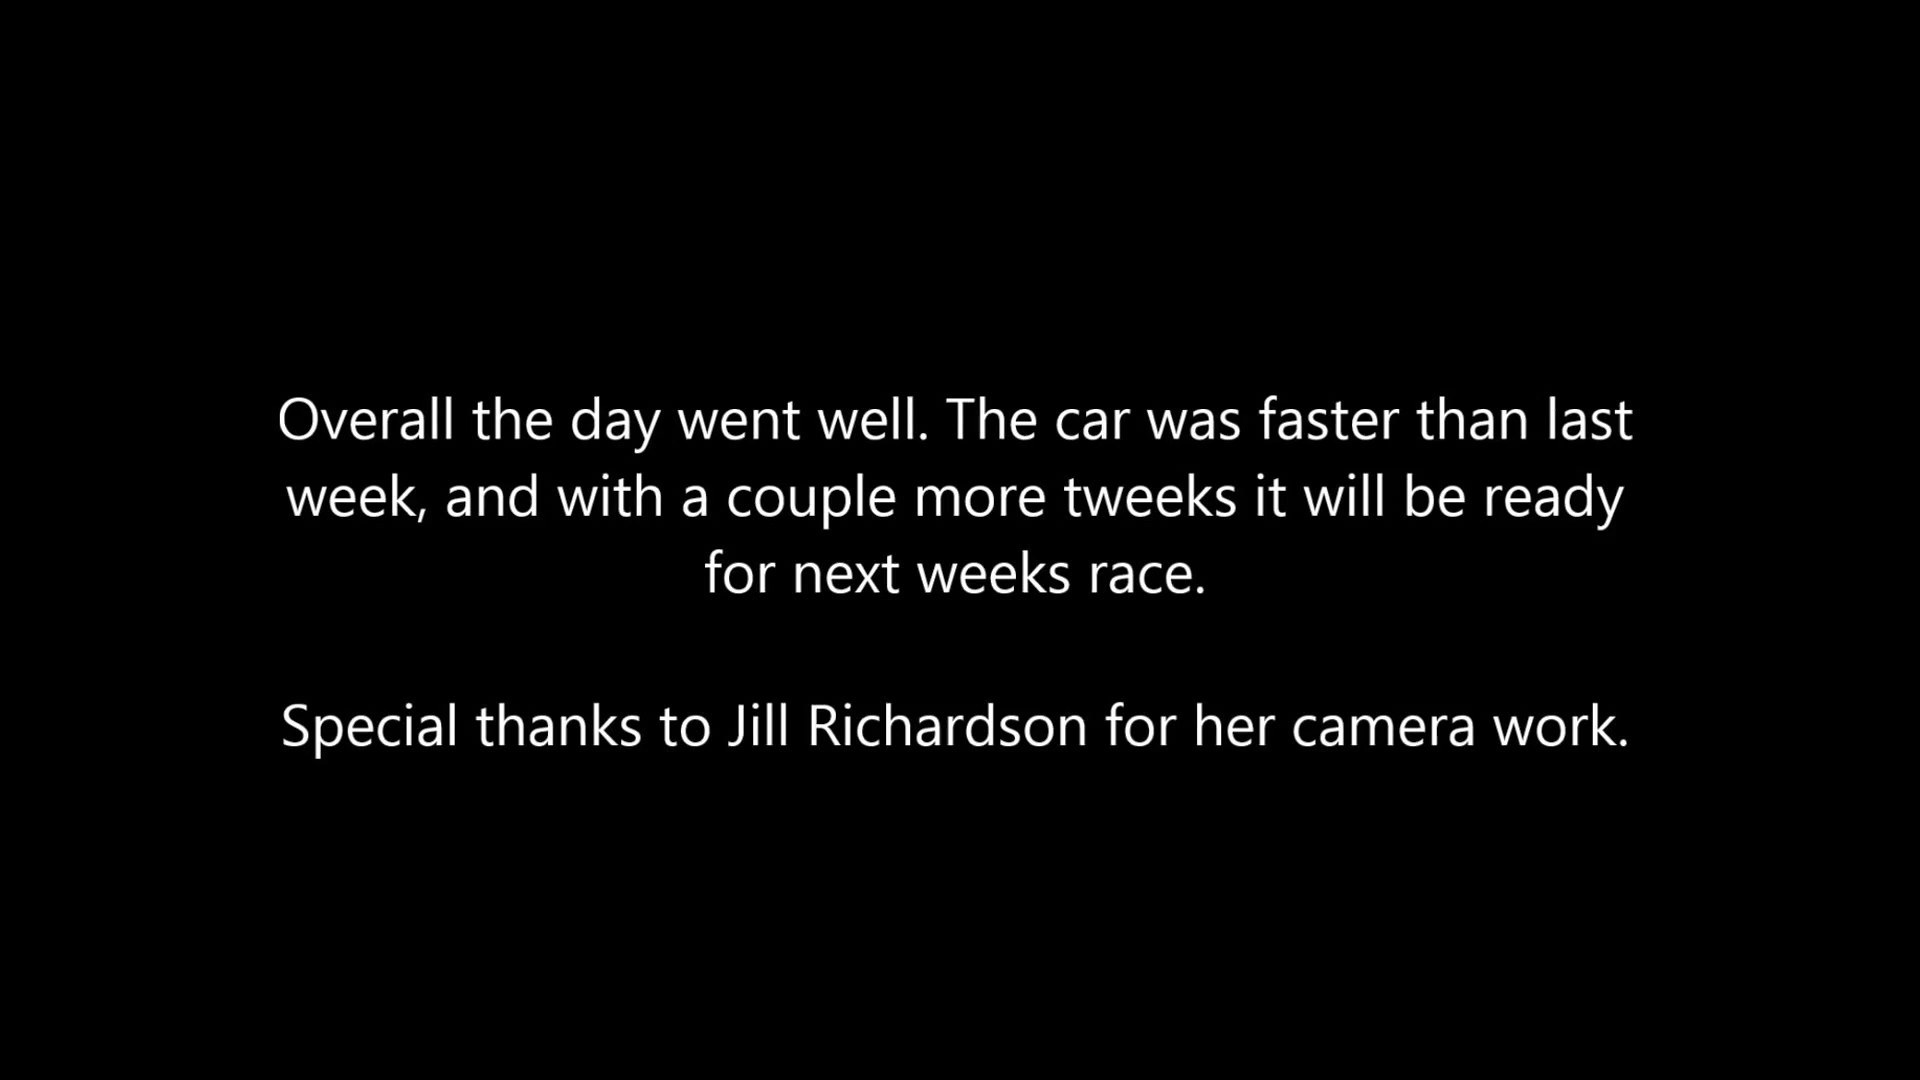 Overall the day went well. The car was faster than last
week, and with a couple more tweeks it will be ready
for next weeks race.
Special thanks to Jill Richardson for her camera work.